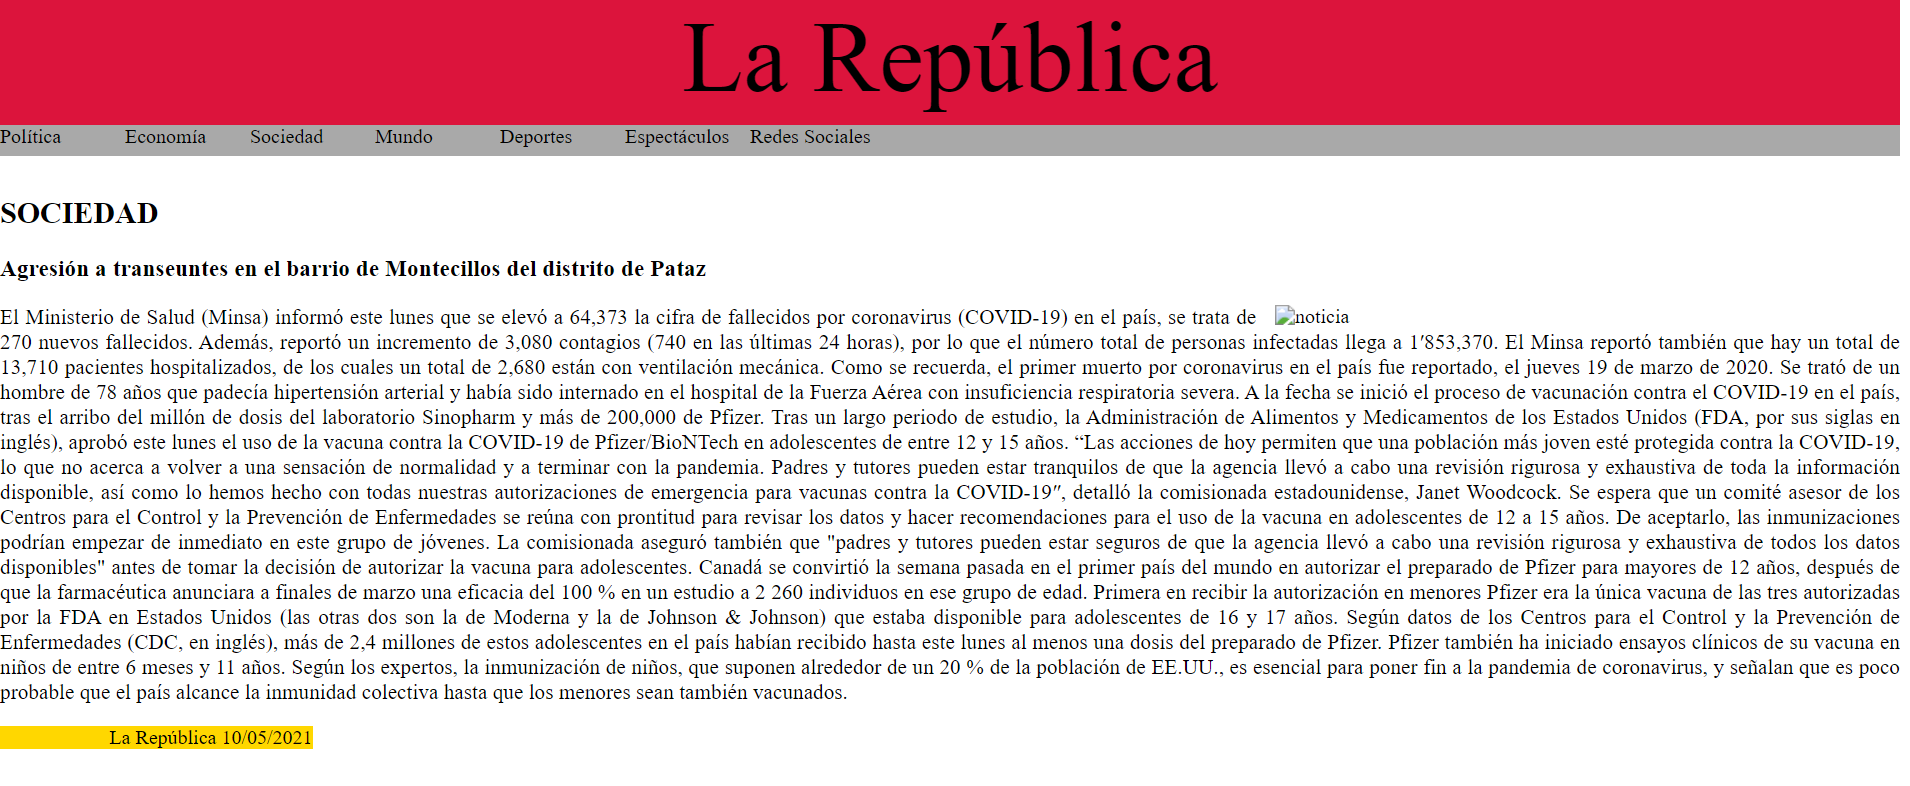 La República
Política Economía Sociedad Mundo Deportes Espectáculos Redes Sociales
SOCIEDAD
Agresión a transeuntes en el barrio de Montecillos del distrito de Pataz
El Ministerio de Salud (Minsa) informó este lunes que se elevó a 64,373 la cifra de fallecidos por coronavirus (COVID-19) en el país, se trata de noticia
270 nuevos fallecidos. Además, reportó un incremento de 3,080 contagios (740 en las últimas 24 horas), por lo que el número total de personas infectadas llega a 1′853,370. El Minsa reportó también que hay un total de
13,710 pacientes hospitalizados, de los cuales un total de 2,680 están con ventilación mecánica. Como se recuerda, el primer muerto por coronavirus en el país fue reportado, el jueves 19 de marzo de 2020. Se trató de un
hombre de 78 años que padecía hipertensión arterial y había sido internado en el hospital de la Fuerza Aérea con insuficiencia respiratoria severa. A la fecha se inició el proceso de vacunación contra el COVID-19 en el país,
tras el arribo del millón de dosis del laboratorio Sinopharm y más de 200,000 de Pfizer. Tras un largo periodo de estudio, la Administración de Alimentos y Medicamentos de los Estados Unidos (FDA, por sus siglas en
inglés), aprobó este lunes el uso de la vacuna contra la COVID-19 de Pfizer/BioNTech en adolescentes de entre 12 y 15 años. “Las acciones de hoy permiten que una población más joven esté protegida contra la COVID-19,
lo que no acerca a volver a una sensación de normalidad y a terminar con la pandemia. Padres y tutores pueden estar tranquilos de que la agencia llevó a cabo una revisión rigurosa y exhaustiva de toda la información
disponible, así como lo hemos hecho con todas nuestras autorizaciones de emergencia para vacunas contra la COVID-19″, detalló la comisionada estadounidense, Janet Woodcock. Se espera que un comité asesor de los
Centros para el Control y la Prevención de Enfermedades se reúna con prontitud para revisar los datos y hacer recomendaciones para el uso de la vacuna en adolescentes de 12 a 15 años. De aceptarlo, las inmunizaciones
podrían empezar de inmediato en este grupo de jóvenes. La comisionada aseguró también que "padres y tutores pueden estar seguros de que la agencia llevó a cabo una revisión rigurosa y exhaustiva de todos los datos
disponibles" antes de tomar la decisión de autorizar la vacuna para adolescentes. Canadá se convirtió la semana pasada en el primer país del mundo en autorizar el preparado de Pfizer para mayores de 12 años, después de
que la farmacéutica anunciara a finales de marzo una eficacia del 100 % en un estudio a 2 260 individuos en ese grupo de edad. Primera en recibir la autorización en menores Pfizer era la única vacuna de las tres autorizadas
por la FDA en Estados Unidos (las otras dos son la de Moderna y la de Johnson & Johnson) que estaba disponible para adolescentes de 16 y 17 años. Según datos de los Centros para el Control y la Prevención de
Enfermedades (CDC, en inglés), más de 2,4 millones de estos adolescentes en el país habían recibido hasta este lunes al menos una dosis del preparado de Pfizer. Pfizer también ha iniciado ensayos clínicos de su vacuna en
niños de entre 6 meses y 11 años. Según los expertos, la inmunización de niños, que suponen alrededor de un 20 % de la población de EE.UU., es esencial para poner fin a la pandemia de coronavirus, y señalan que es poco
probable que el país alcance la inmunidad colectiva hasta que los menores sean también vacunados.
La República 10/05/2021